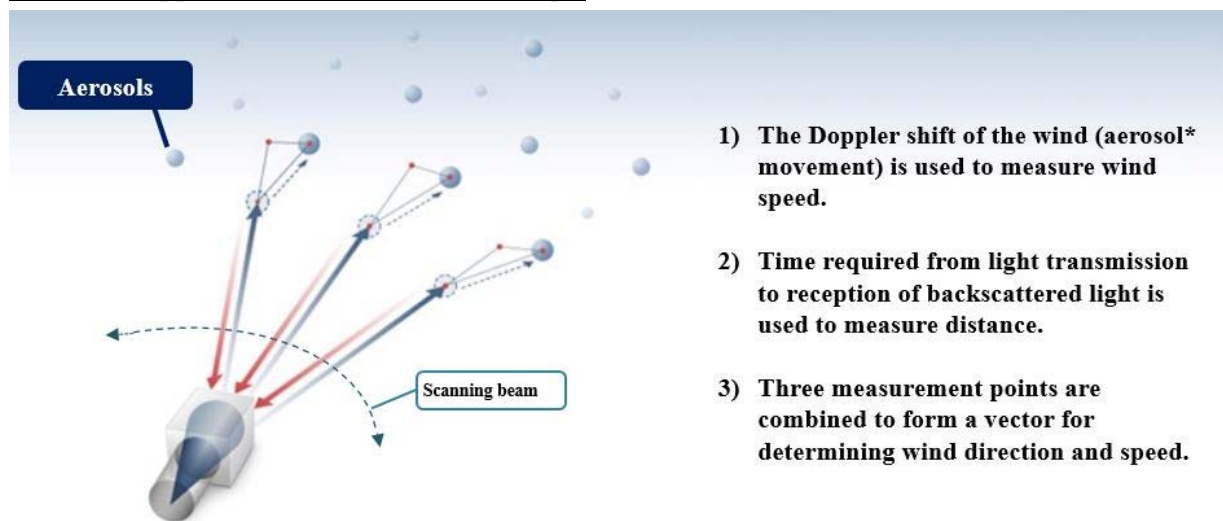 Aerosols
1) The Doppler shift of the wind (aerosol*
movement) is used to measure wind
speed.
2) Time required from light transmission
to reception of backscattered light is
used to measure distance.
Scanning beam
3) Three measurement points are
combined to form a vector for
determining wind direction and speed.